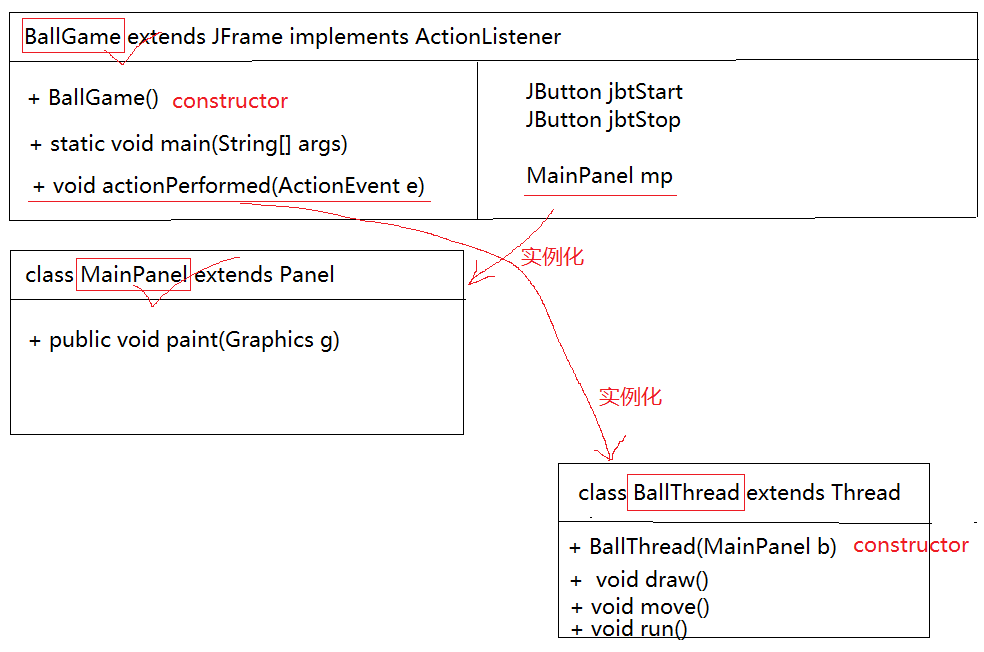 BallGame extends JFrame implements ActionListener
+ BallGame() constructor
+ static void main(String[] args)
+ void actionPerformed(ActionEvent e)
JButton jbtStart
JButton jbtStop
MainPanel mp
实例化
class MainPanel extends Panel
+ public void paint(Graphics g)
实例化
class BallThread extends Thread
+ BallThread(MainPanel b) constructor
+ void draw()
+ void move()
+ void run()